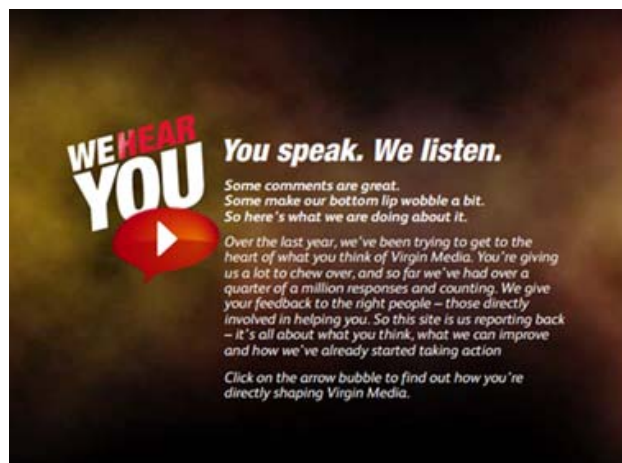 WE HEAR
YOU
You speak. We listen.
Some comments are great.
Some make our bottom lip wobble a bit.
So here's what we are doing about it.
Over the last year, we've been trying to get to the
heart of what you think of Virgin Media. You're giving
us a lot to chew over, and so far we've had over a
quarter of a million responses and counting. We give
your feedback to the right people – those directly
involved in helping you. So this site is us reporting back
– it's all about what you think, what we can improve
and how we've already started taking action
Click on the arrow bubble to find out how you're
directly shaping Virgin Media.